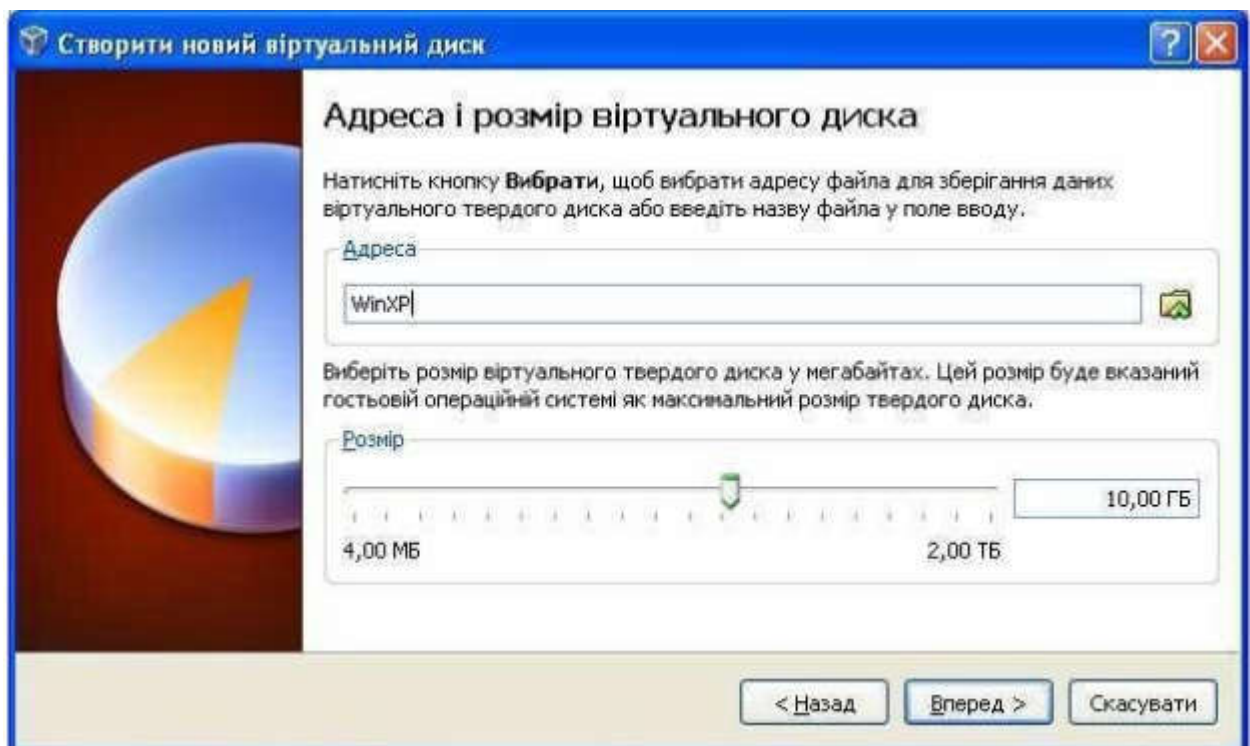 Створити новий віртуальний диск
Адреса і розмір віртуального диска
Натисніть кнопку Вибрати, щоб вибрати адресу файла для зберігання даних
віртуального твердого диска або введіть назву файла у поле вводу.
Адреса
WinXP
Виберіть розмір віртуального твердого диска у мегабайтах. Цей розмір буде вказаний
гостьовій операційній системі як максимальний розмір твердого диска.
Розмір
10,00 ГБ
4,00 МБ 2,00 ТБ
< Назад Вперед > Скасувати